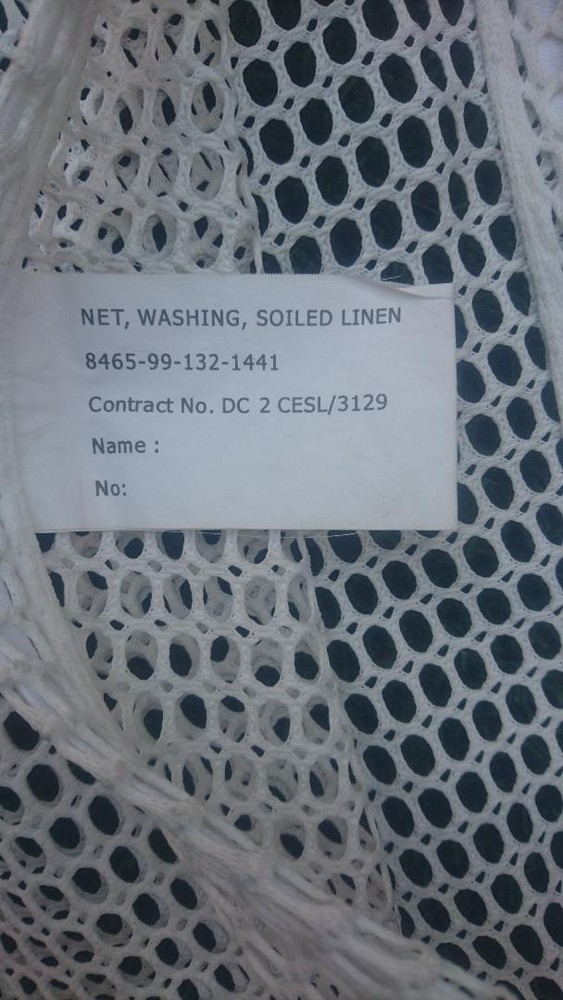 NET, WASHING, SOILED LINEN
8465-99-132-1441
Contract No. DC 2 CESL/3129
Name :
No: